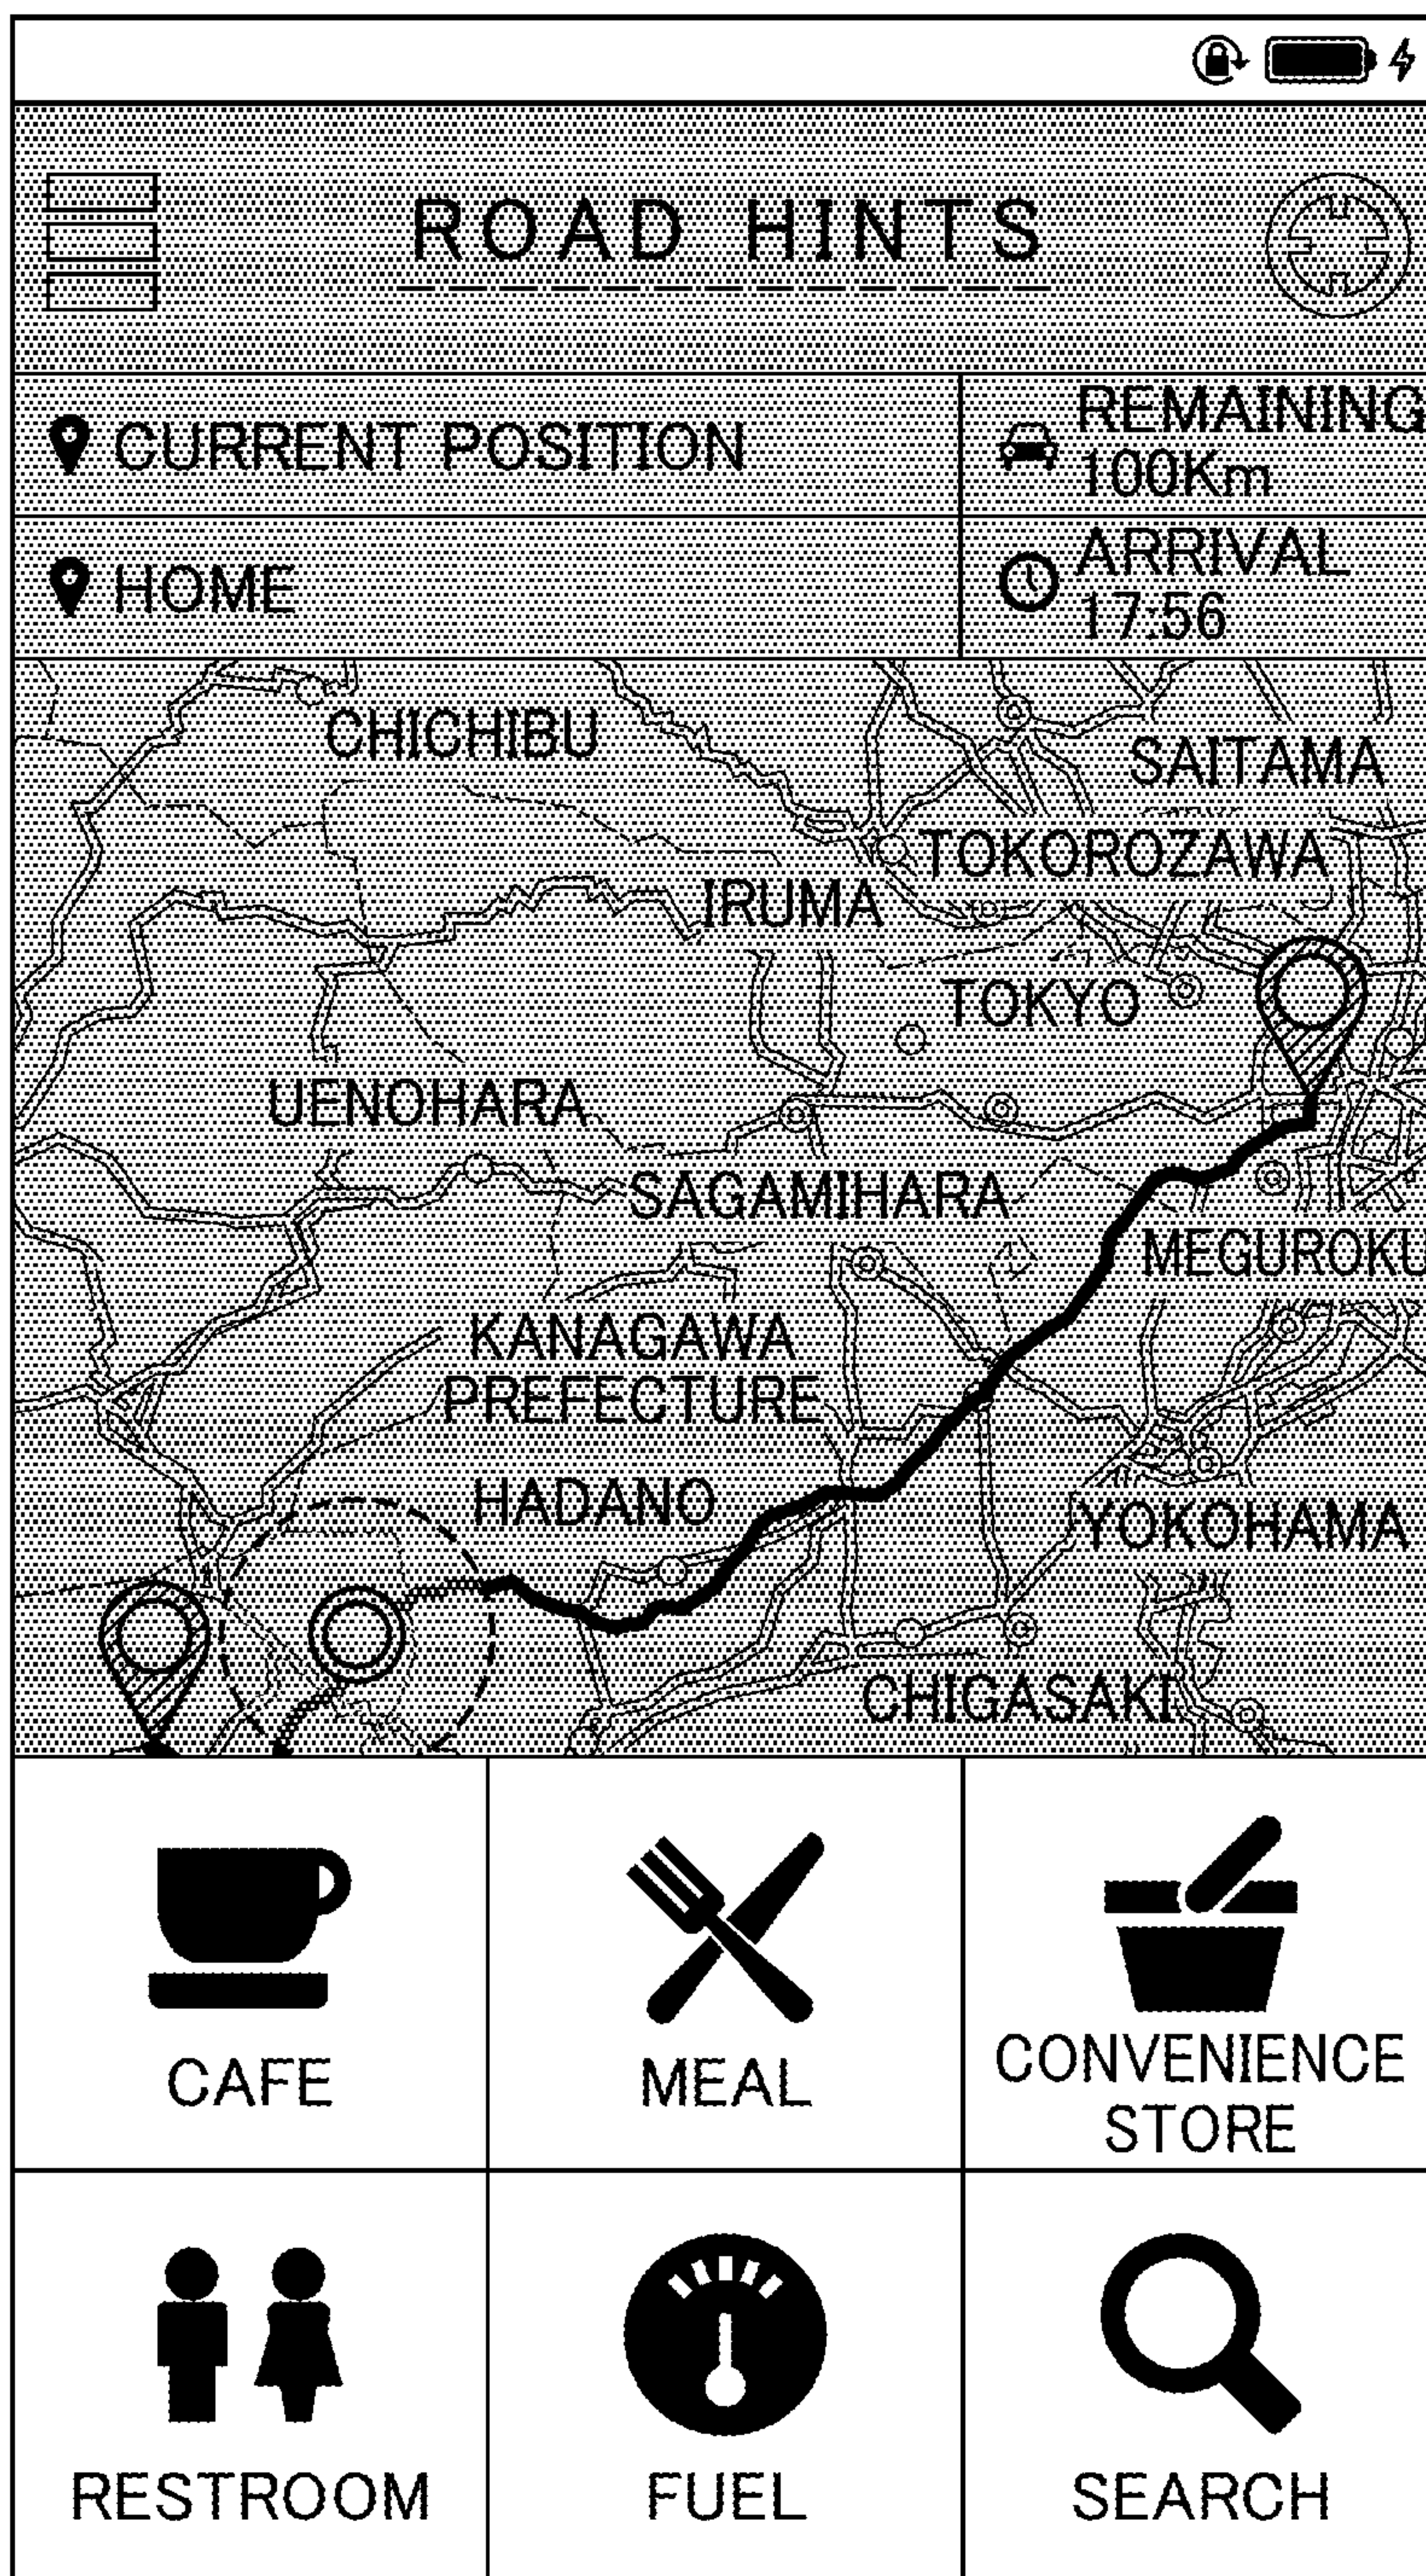 ROAD HINTS
CURRENT POSITION
REMAINING
100Km
HOME
ARRIVAL
17:56
CHICHIBU
SAITAMA
TOKOROZAWA
IRUMA
TOKYO
UENOHARA
SAGAMIHARA
MEGUROKU
KANAGAWA
PREFECTURE
HADANO
YOKOHAMA
CHIGASAKI
CAFE
MEAL
CONVENIENCE
STORE
RESTROOM
FUEL
SEARCH